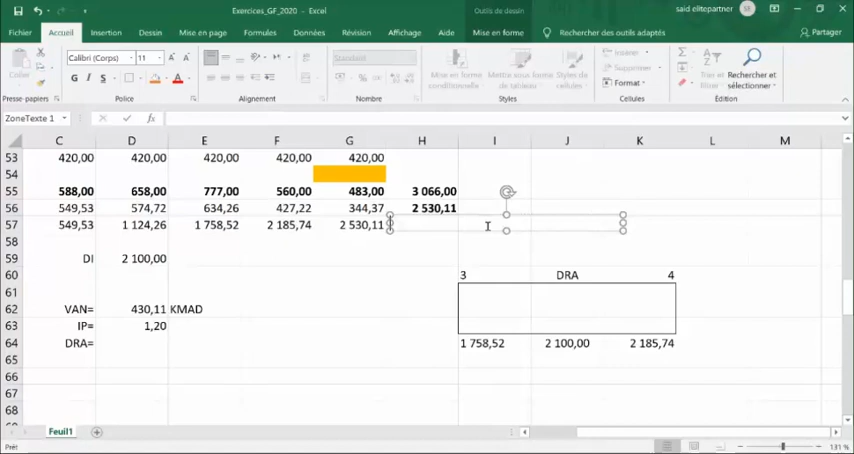 Exercices_GF_2020 - Excel
Outils de dessin
said elitepartner
SE
Fichier Accueil Insertion Dessin Mise en page Formules Données Révision Affichage Aide Mise en forme Rechercher des outils adaptés Partager
Coller
Calibri (Corps) 11
G I S
Standard
Mise en forme conditionnelle
Mettre sous forme de tableau
Styles de cellules
Insérer
Supprimer
Format
Trier et filtrer
Rechercher et sélectionner
Presse-papiers Police Alignement Nombre Styles Cellules Édition
ZoneTexte 1 fx
C D E F G H I J K L M
53 420,00 420,00 420,00 420,00 420,00
54
55 588,00 658,00 777,00 560,00 483,00 3 066,00
56 549,53 574,72 634,26 427,22 344,37 2 530,11
57 549,53 1 124,26 1 758,52 2 185,74 2 530,11
58
59 DI 2 100,00
60 3 DRA 4
61
62 VAN= 430,11 KMAD
63 IP= 1,20
64 DRA= 1 758,52 2 100,00 2 185,74
65
66
67
68
Feuil1
Prêt
131 %